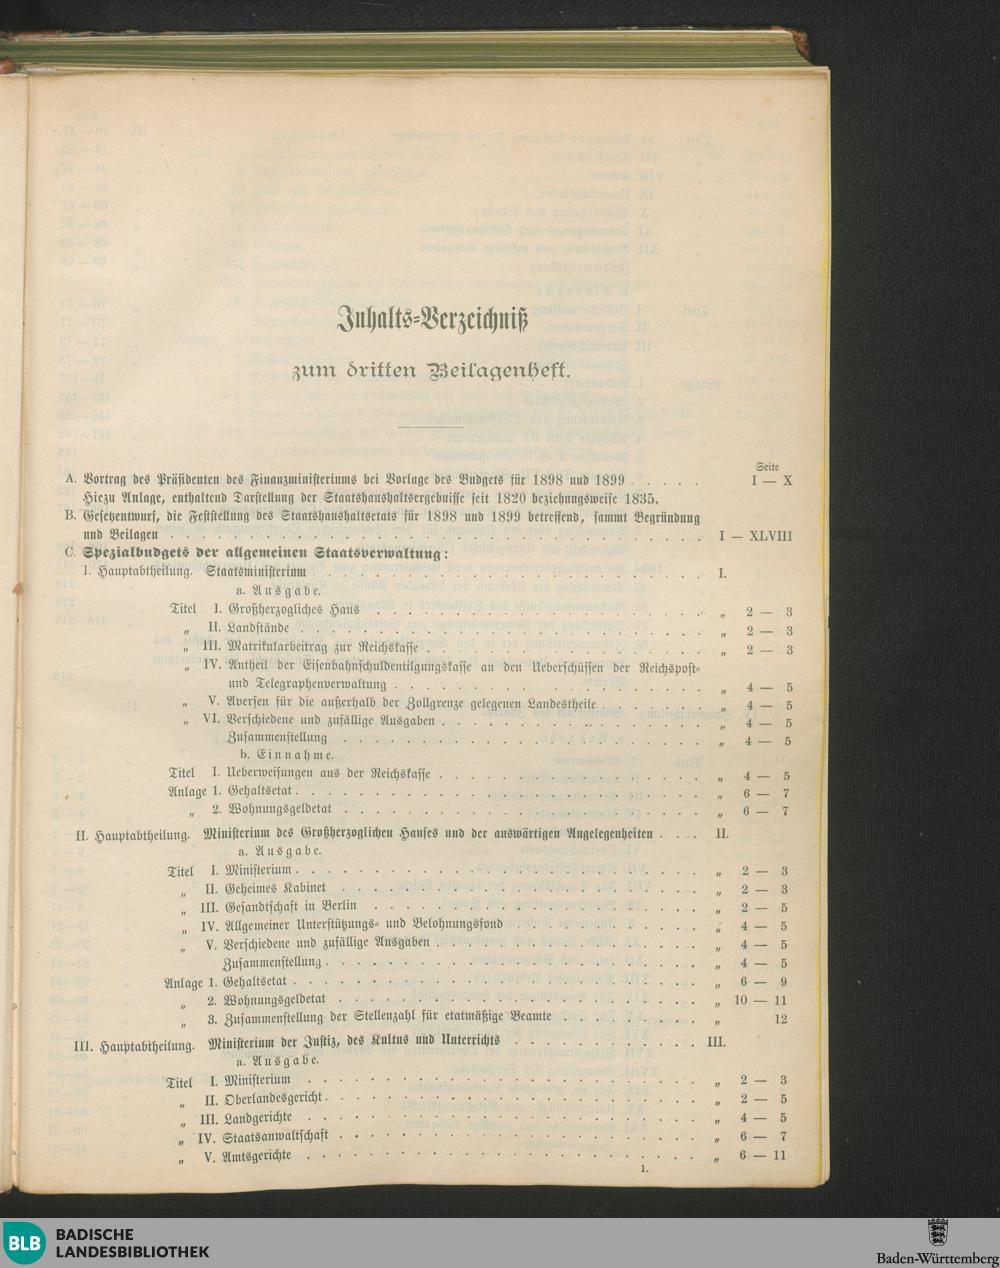 Inhalts-Verzeichniß
zum dritten Beilagenheft.
Seite
A. Vortrag des Präsidenten des Finanzministeriums bei Vorlage des Budgets für 1898 und 1899 . . . . . I — X
Hiezu Anlage, enthaltend Darstellung der Staatshaushaltsergebnisse seit 1820 beziehungsweise 1835.
B. Gesetzentwurf, die Feststellung des Staatshaushaltsetats für 1898 und 1899 betreffend, sammt Begründung
und Beilagen . . . . . I — XLVIII
C. Spezialbudgets der allgemeinen Staatsverwaltung:
I. Hauptabtheilung. Staatsministerium . . . . . I.
a. Ausgabe.
Titel I. Großherzogliches Haus . . . . . „ 2 — 3
„ II. Landstände . . . . . „ 2 — 3
„ III. Matrikularbeitrag zur Reichskasse . . . . . „ 2 — 3
„ IV. Antheil der Eisenbahnschuldentilgungskasse an den Ueberschüssen der Reichspost-
und Telegraphenverwaltung . . . . . „ 4 — 5
„ V. Aversen für die außerhalb der Zollgrenze gelegenen Landestheile . . . . . „ 4 — 5
„ VI. Verschiedene und zufällige Ausgaben . . . . . „ 4 — 5
Zusammenstellung . . . . . „ 4 — 5
b. Einnahme.
Titel I. Ueberweisungen aus der Reichskasse . . . . . „ 4 — 5
Anlage 1. Gehaltsetat . . . . . „ 6 — 7
„ 2. Wohnungsgeldetat . . . . . „ 6 — 7
II. Hauptabtheilung. Ministerium des Großherzoglichen Hauses und der auswärtigen Angelegenheiten . . . II.
a. Ausgabe.
Titel I. Ministerium . . . . . „ 2 — 3
„ II. Geheimes Kabinet . . . . . „ 2 — 3
„ III. Gesandtschaft in Berlin . . . . . „ 2 — 5
„ IV. Allgemeiner Unterstützungs- und Belohnungsfond . . . . . „ 4 — 5
„ V. Verschiedene und zufällige Ausgaben . . . . . „ 4 — 5
Zusammenstellung . . . . . „ 4 — 5
Anlage 1. Gehaltsetat . . . . . „ 6 — 9
„ 2. Wohnungsgeldetat . . . . . „ 10 — 11
„ 3. Zusammenstellung der Stellenzahl für etatmäßige Beamte . . . . . „ 12
III. Hauptabtheilung. Ministerium der Justiz, des Kultus und Unterrichts . . . . . III.
a. Ausgabe.
Titel I. Ministerium . . . . . „ 2 — 3
„ II. Oberlandesgericht . . . . . „ 2 — 5
„ III. Landgerichte . . . . . „ 4 — 5
„ IV. Staatsanwaltschaft . . . . . „ 6 — 7
„ V. Amtsgerichte . . . . . „ 6 — 11
1.
BLB BADISCHE
LANDESBIBLIOTHEK
Baden-Württemberg